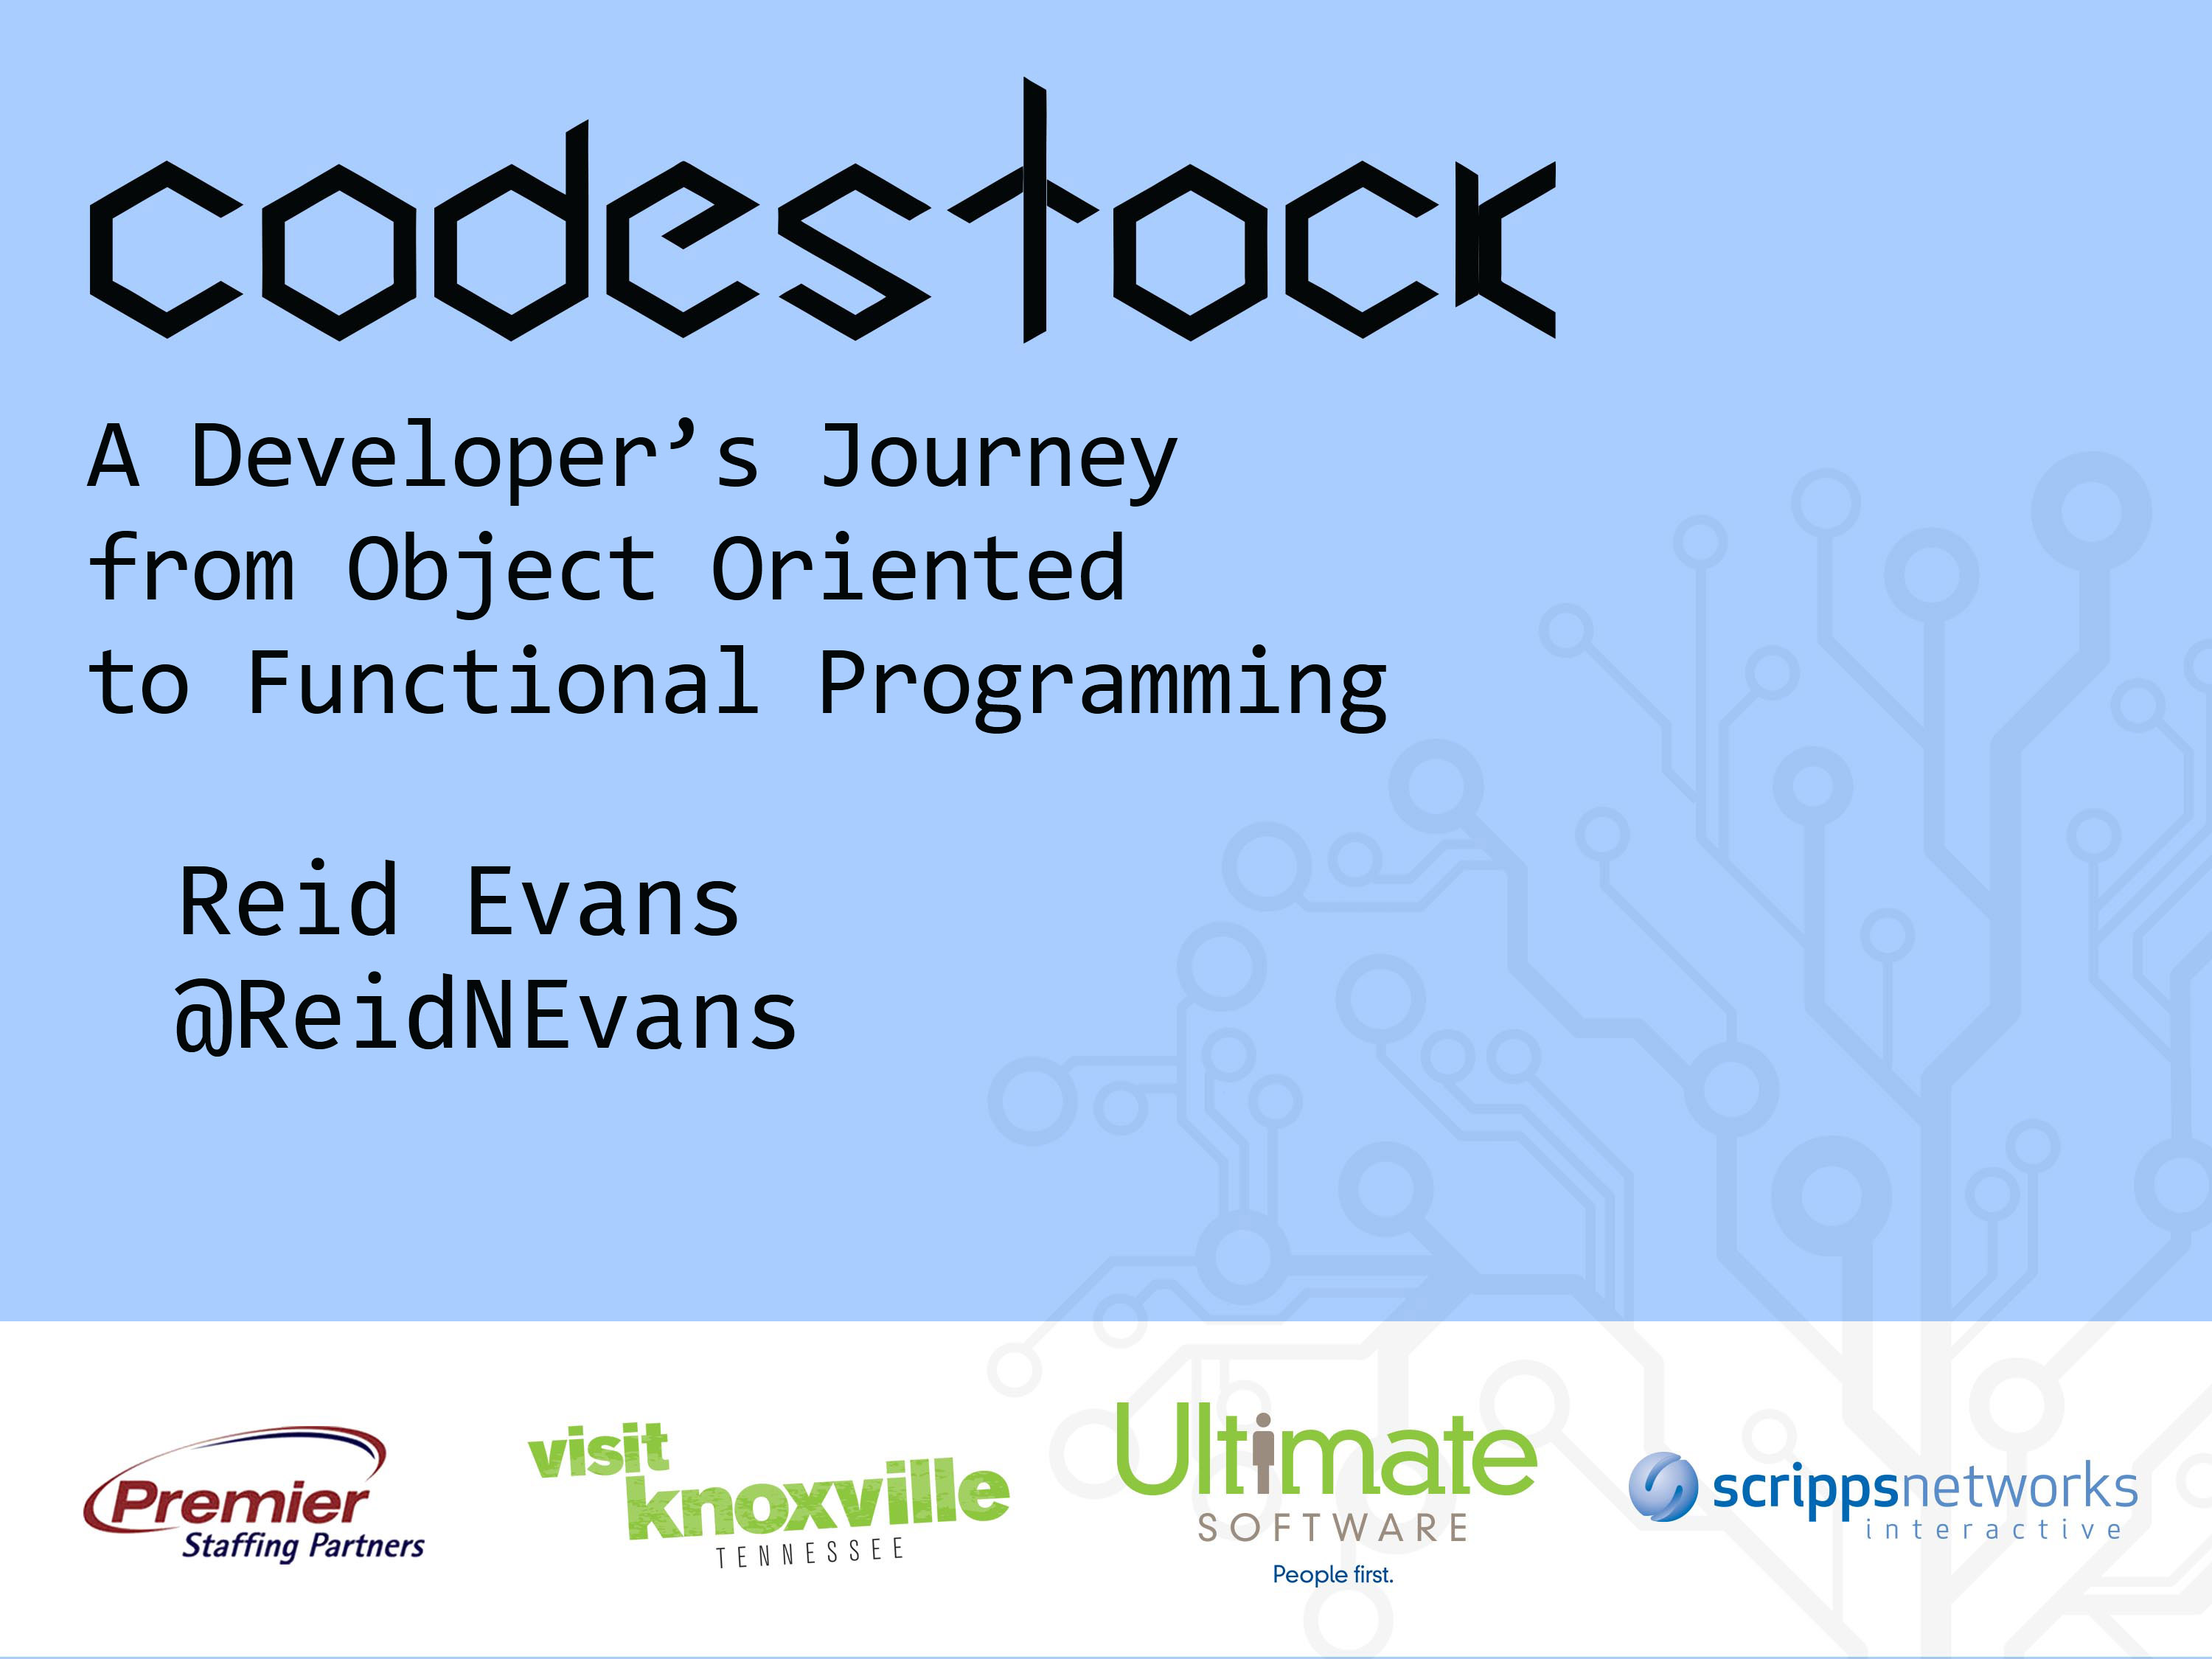 codestock
A Developer’s Journey
from Object Oriented
to Functional Programming
Reid Evans
@ReidNEvans
Premier
Staffing Partners
visit
knoxville
TENNESSEE
Ultimate
SOFTWARE
People first.
scrippsnetworks
interactive